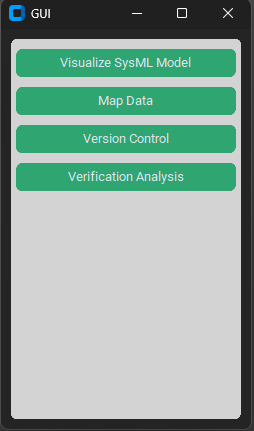 GUI
Visualize SysML Model
Map Data
Version Control
Verification Analysis